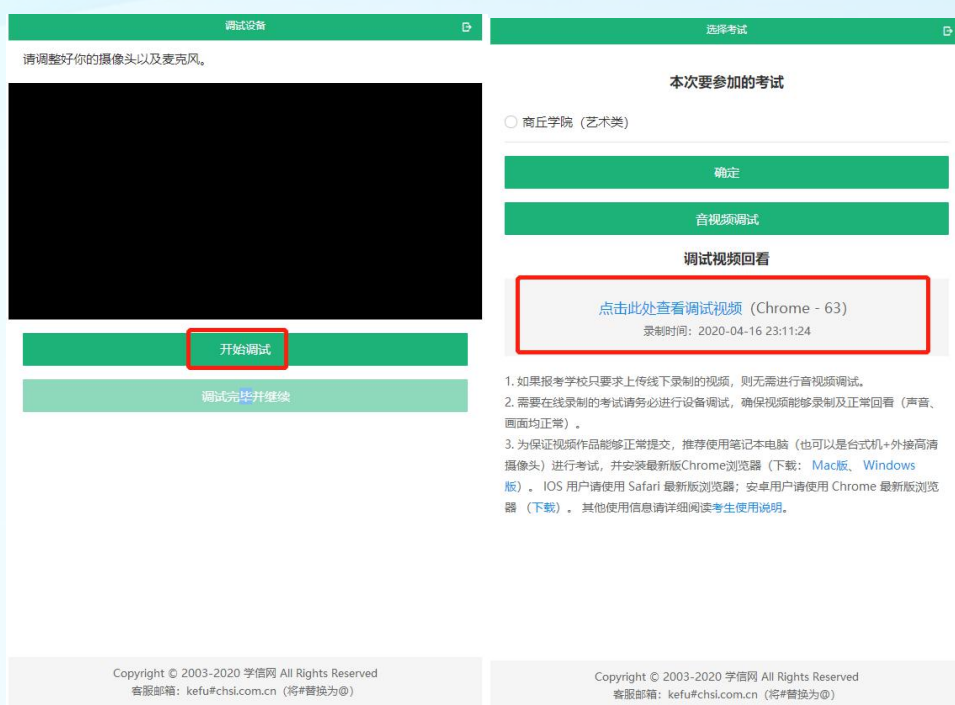 调试设备
请调整好你的摄像头以及麦克风。
开始调试
调试完毕并继续
Copyright © 2003-2020 学信网 All Rights Reserved
客服邮箱：kefu#chsi.com.cn（将#替换为@）
选择考试
本次要参加的考试
商丘学院（艺术类）
确定
音视频调试
调试视频回看
点击此处查看调试视频（Chrome - 63）
录制时间：2020-04-16 23:11:24
1. 如果报考学校只要求上传线下录制的视频，则无需进行音视频调试。
2. 需要在线录制的考试请务必进行设备调试，确保视频能够录制及正常回看（声音、
画面均正常）。
3. 为保证视频作品能够正常提交，推荐使用笔记本电脑（也可以是台式机+外接高清
摄像头）进行考试，并安装最新版Chrome浏览器（下载： Mac版、 Windows
版）。 IOS 用户请使用 Safari 最新版浏览器；安卓用户请使用 Chrome 最新版浏览
器 （下载）。 其他使用信息请详细阅读考生使用说明。
Copyright © 2003-2020 学信网 All Rights Reserved
客服邮箱：kefu#chsi.com.cn（将#替换为@）